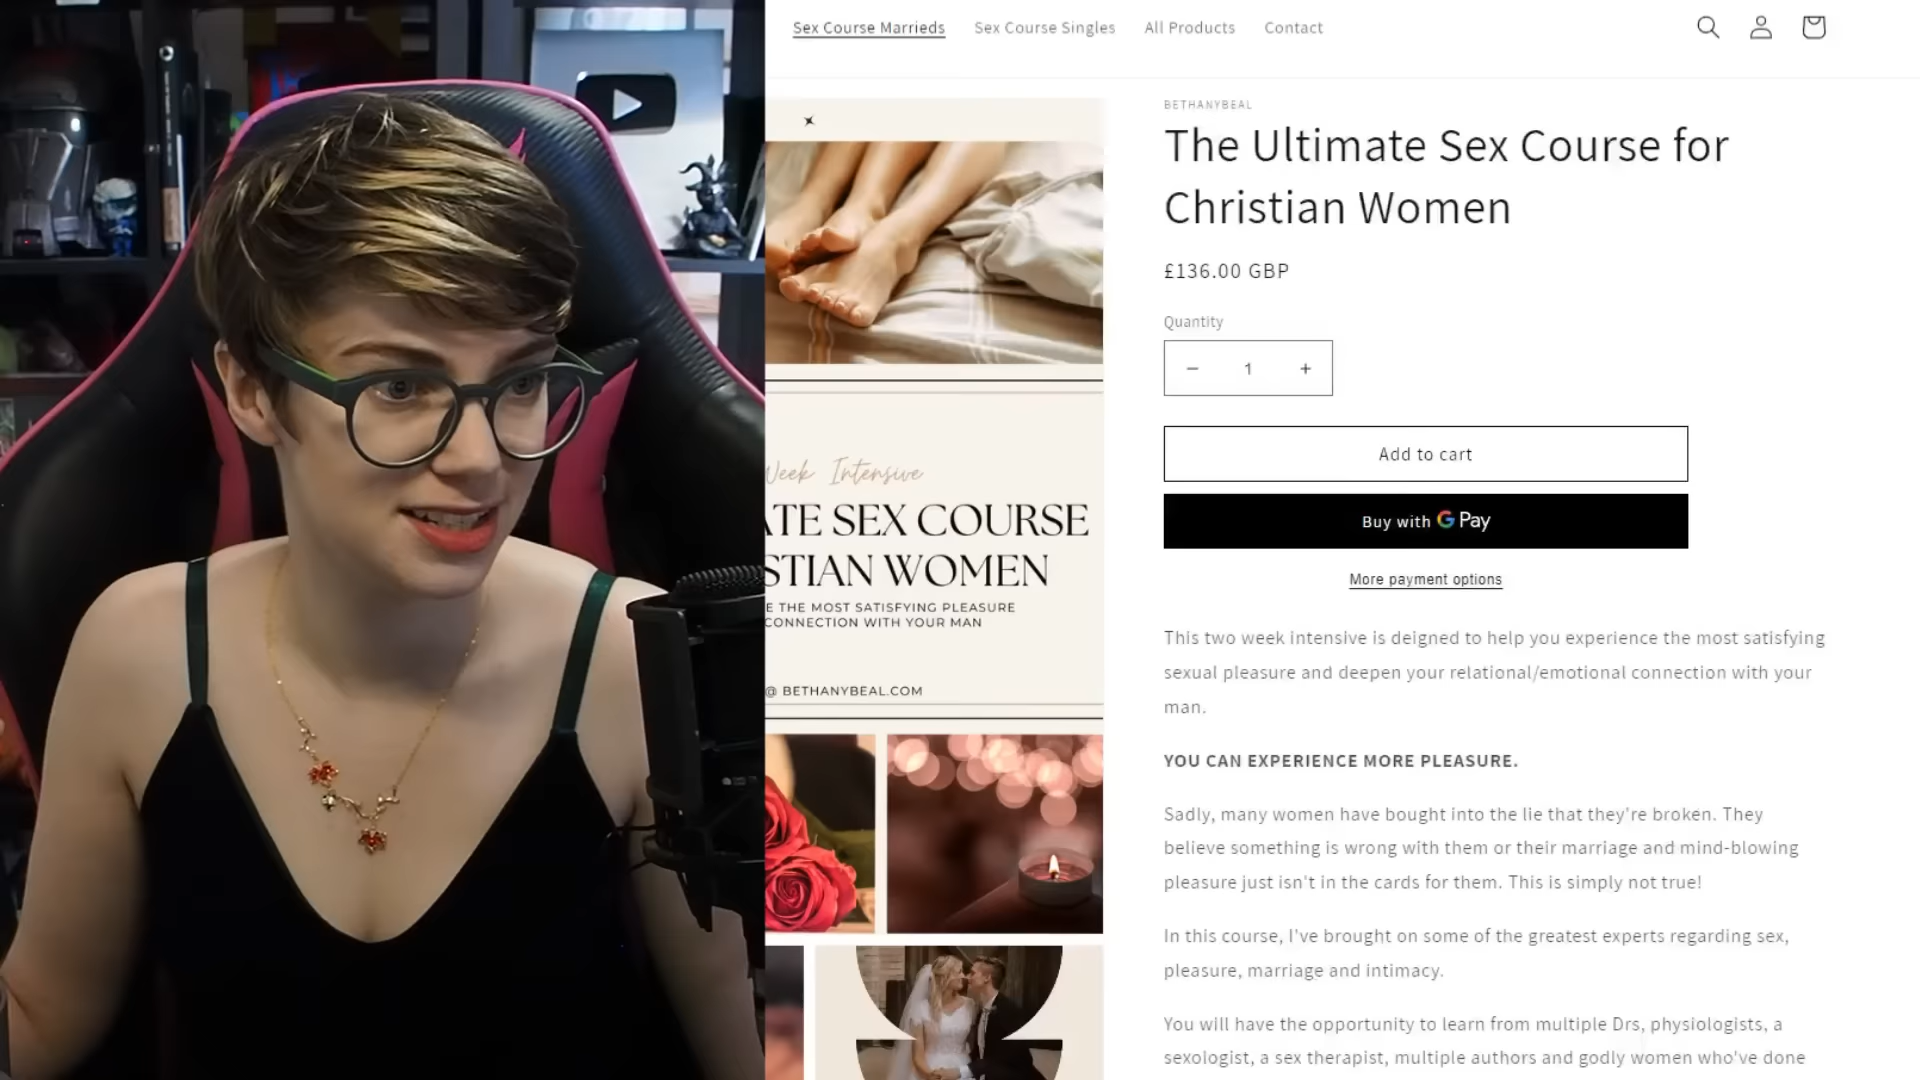 Sex Course Marrieds
Sex Course Singles
All Products
Contact
Week Intensive
ATE SEX COURSE
STIAN WOMEN
E THE MOST SATISFYING PLEASURE
CONNECTION WITH YOUR MAN
@ BETHANYBEAL.COM
BETHANYBEAL
The Ultimate Sex Course for
Christian Women
£136.00 GBP
Quantity
− 1 +
Add to cart
Buy with G Pay
More payment options
This two week intensive is deigned to help you experience the most satisfying
sexual pleasure and deepen your relational/emotional connection with your
man.
YOU CAN EXPERIENCE MORE PLEASURE.
Sadly, many women have bought into the lie that they're broken. They
believe something is wrong with them or their marriage and mind-blowing
pleasure just isn't in the cards for them. This is simply not true!
In this course, I've brought on some of the greatest experts regarding sex,
pleasure, marriage and intimacy.
You will have the opportunity to learn from multiple Drs, physiologists, a
sexologist, a sex therapist, multiple authors and godly women who've done